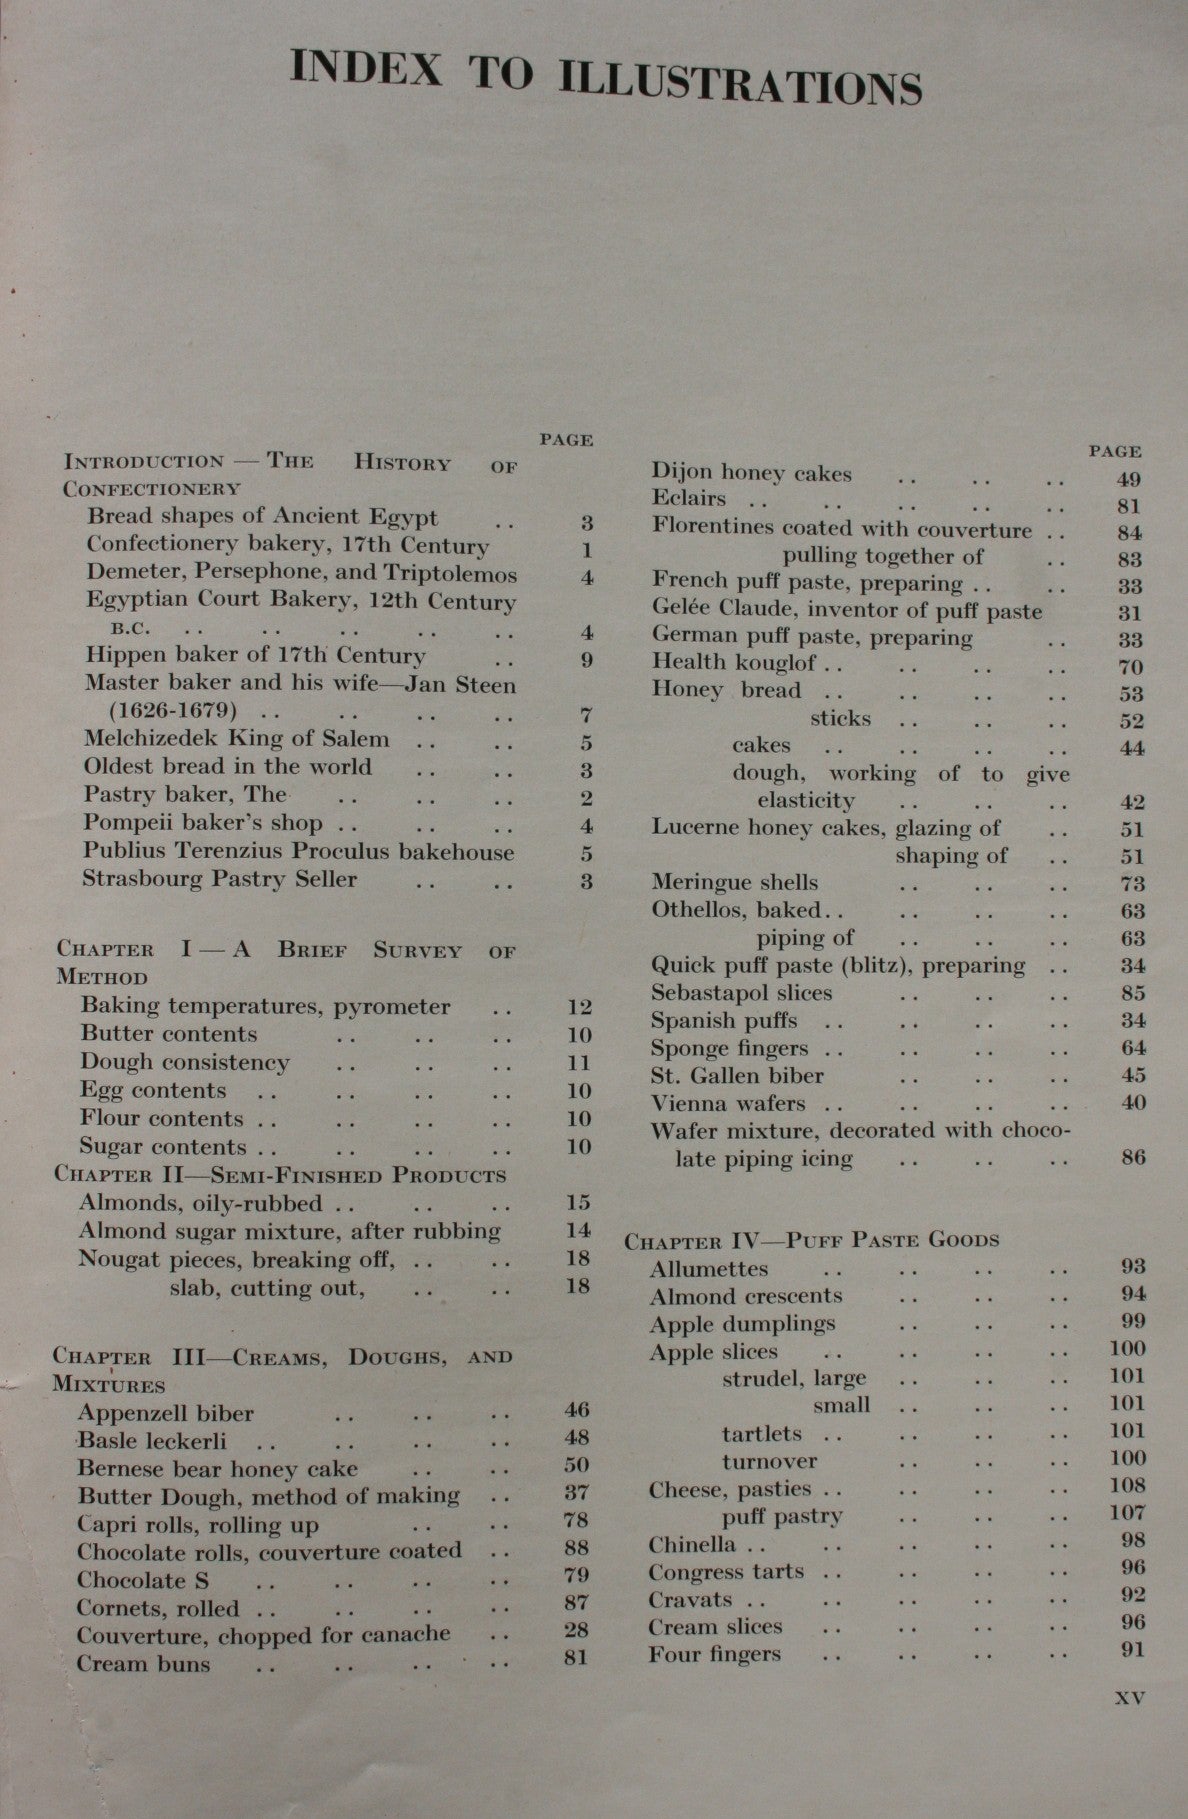 INDEX TO ILLUSTRATIONS
PAGE
INTRODUCTION — THE HISTORY OF
CONFECTIONERY
Bread shapes of Ancient Egypt .. 3
Confectionery bakery, 17th Century 1
Demeter, Persephone, and Triptolemos 4
Egyptian Court Bakery, 12th Century
B.C. .. .. .. .. .. 4
Hippen baker of 17th Century .. 9
Master baker and his wife—Jan Steen
(1626-1679) .. .. .. .. 7
Melchizedek King of Salem .. .. 5
Oldest bread in the world .. .. 3
Pastry baker, The .. .. .. 2
Pompeii baker's shop .. .. .. 4
Publius Terenzius Proculus bakehouse 5
Strasbourg Pastry Seller .. .. 3
CHAPTER I — A BRIEF SURVEY OF
METHOD
Baking temperatures, pyrometer .. 12
Butter contents .. .. .. 10
Dough consistency .. .. .. 11
Egg contents .. .. .. .. 10
Flour contents .. .. .. .. 10
Sugar contents .. .. .. .. 10
CHAPTER II—SEMI-FINISHED PRODUCTS
Almonds, oily-rubbed .. .. .. 15
Almond sugar mixture, after rubbing 14
Nougat pieces, breaking off, .. .. 18
slab, cutting out, .. .. 18
CHAPTER III—CREAMS, DOUGHS, AND
MIXTURES
Appenzell biber .. .. .. 46
Basle leckerli .. .. .. .. 48
Bernese bear honey cake .. .. 50
Butter Dough, method of making .. 37
Capri rolls, rolling up .. .. 78
Chocolate rolls, couverture coated .. 88
Chocolate S .. .. .. .. 79
Cornets, rolled .. .. .. .. 87
Couverture, chopped for canache .. 28
Cream buns .. .. .. .. 81
PAGE
Dijon honey cakes .. .. .. 49
Eclairs .. .. .. .. .. 81
Florentines coated with couverture .. 84
pulling together of .. 83
French puff paste, preparing .. .. 33
Gelée Claude, inventor of puff paste 31
German puff paste, preparing .. 33
Health kouglof .. .. .. .. 70
Honey bread .. .. .. .. 53
sticks .. .. .. 52
cakes .. .. .. .. 44
dough, working of to give
elasticity .. .. .. 42
Lucerne honey cakes, glazing of .. 51
shaping of .. 51
Meringue shells .. .. .. 73
Othellos, baked .. .. .. .. 63
piping of .. .. .. 63
Quick puff paste (blitz), preparing .. 34
Sebastapol slices .. .. .. 85
Spanish puffs .. .. .. .. 34
Sponge fingers .. .. .. .. 64
St. Gallen biber .. .. .. 45
Vienna wafers .. .. .. .. 40
Wafer mixture, decorated with choco-
late piping icing .. .. .. 86
CHAPTER IV—PUFF PASTE GOODS
Allumettes .. .. .. .. 93
Almond crescents .. .. .. 94
Apple dumplings .. .. .. 99
Apple slices .. .. .. .. 100
strudel, large .. .. .. 101
small .. .. .. 101
tartlets .. .. .. .. 101
turnover .. .. .. 100
Cheese, pasties .. .. .. .. 108
puff pastry .. .. .. 107
Chinella .. .. .. .. .. 98
Congress tarts .. .. .. .. 96
Cravats .. .. .. .. .. 92
Cream slices .. .. .. .. 96
Four fingers .. .. .. .. 91
XV